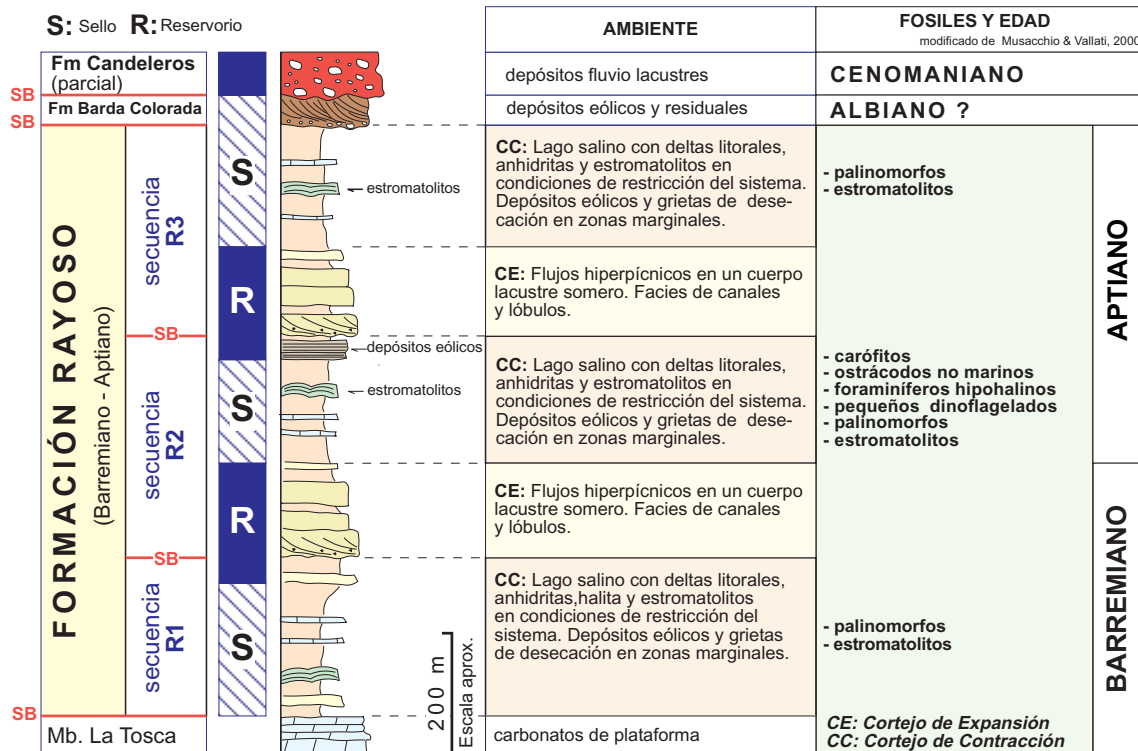 S: Sello R: Reservorio
AMBIENTE
FOSILES Y EDAD
modificado de Musacchio & Vallati, 2000
Fm Candeleros
(parcial)
depósitos fluvio lacustres
CENOMANIANO
SB
Fm Barda Colorada
depósitos eólicos y residuales
ALBIANO ?
SB
FORMACIÓN RAYOSO
(Barremiano - Aptiano)
secuencia
R3
S
estromatolitos
CC: Lago salino con deltas litorales,
anhidritas y estromatolitos en
condiciones de restricción del sistema.
Depósitos eólicos y grietas de dese-
cación en zonas marginales.
- palinomorfos
- estromatolitos
APTIANO
R
CE: Flujos hiperpícnicos en un cuerpo
lacustre somero. Facies de canales
y lóbulos.
SB
depósitos eólicos
secuencia
R2
S
estromatolitos
CC: Lago salino con deltas litorales,
anhidritas y estromatolitos en
condiciones de restricción del sistema.
Depósitos eólicos y grietas de dese-
cación en zonas marginales.
- carófitos
- ostrácodos no marinos
- foraminíferos hipohalinos
- pequeños dinoflagelados
- palinomorfos
- estromatolitos
R
CE: Flujos hiperpícnicos en un cuerpo
lacustre somero. Facies de canales
y lóbulos.
BARREMIANO
SB
secuencia
R1
S
CC: Lago salino con deltas litorales,
anhidritas,halita y estromatolitos
en condiciones de restricción del
sistema. Depósitos eólicos y grietas
de desecación en zonas marginales.
- palinomorfos
- estromatolitos
200 m
Escala aprox.
SB
Mb. La Tosca
carbonatos de plataforma
CE: Cortejo de Expansión
CC: Cortejo de Contracción